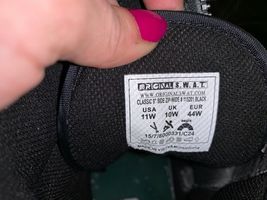 ORIGINAL S.W.A.T.
WWW.ORIGINALSWAT.COM
CLASSIC 9" SIDE ZIP WIDE # 115201 BLACK
USA UK EUR
11W 10W 44W